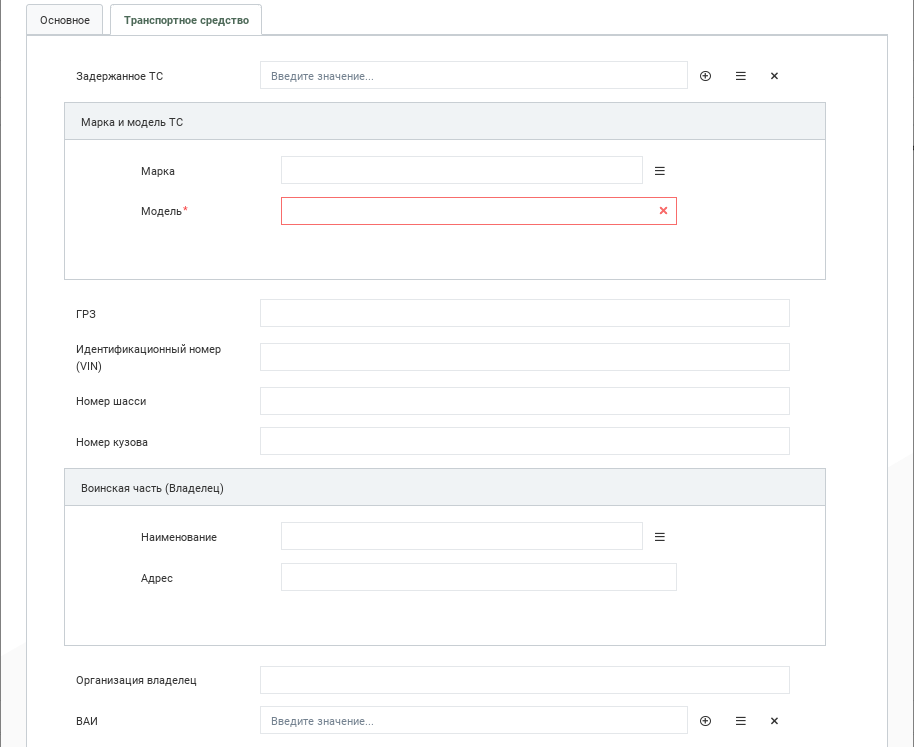 Основное
Транспортное средство
Задержанное ТС
Введите значение...
Марка и модель ТС
Марка
Модель*
ГРЗ
Идентификационный номер
(VIN)
Номер шасси
Номер кузова
Воинская часть (Владелец)
Наименование
Адрес
Организация владелец
ВАИ
Введите значение...